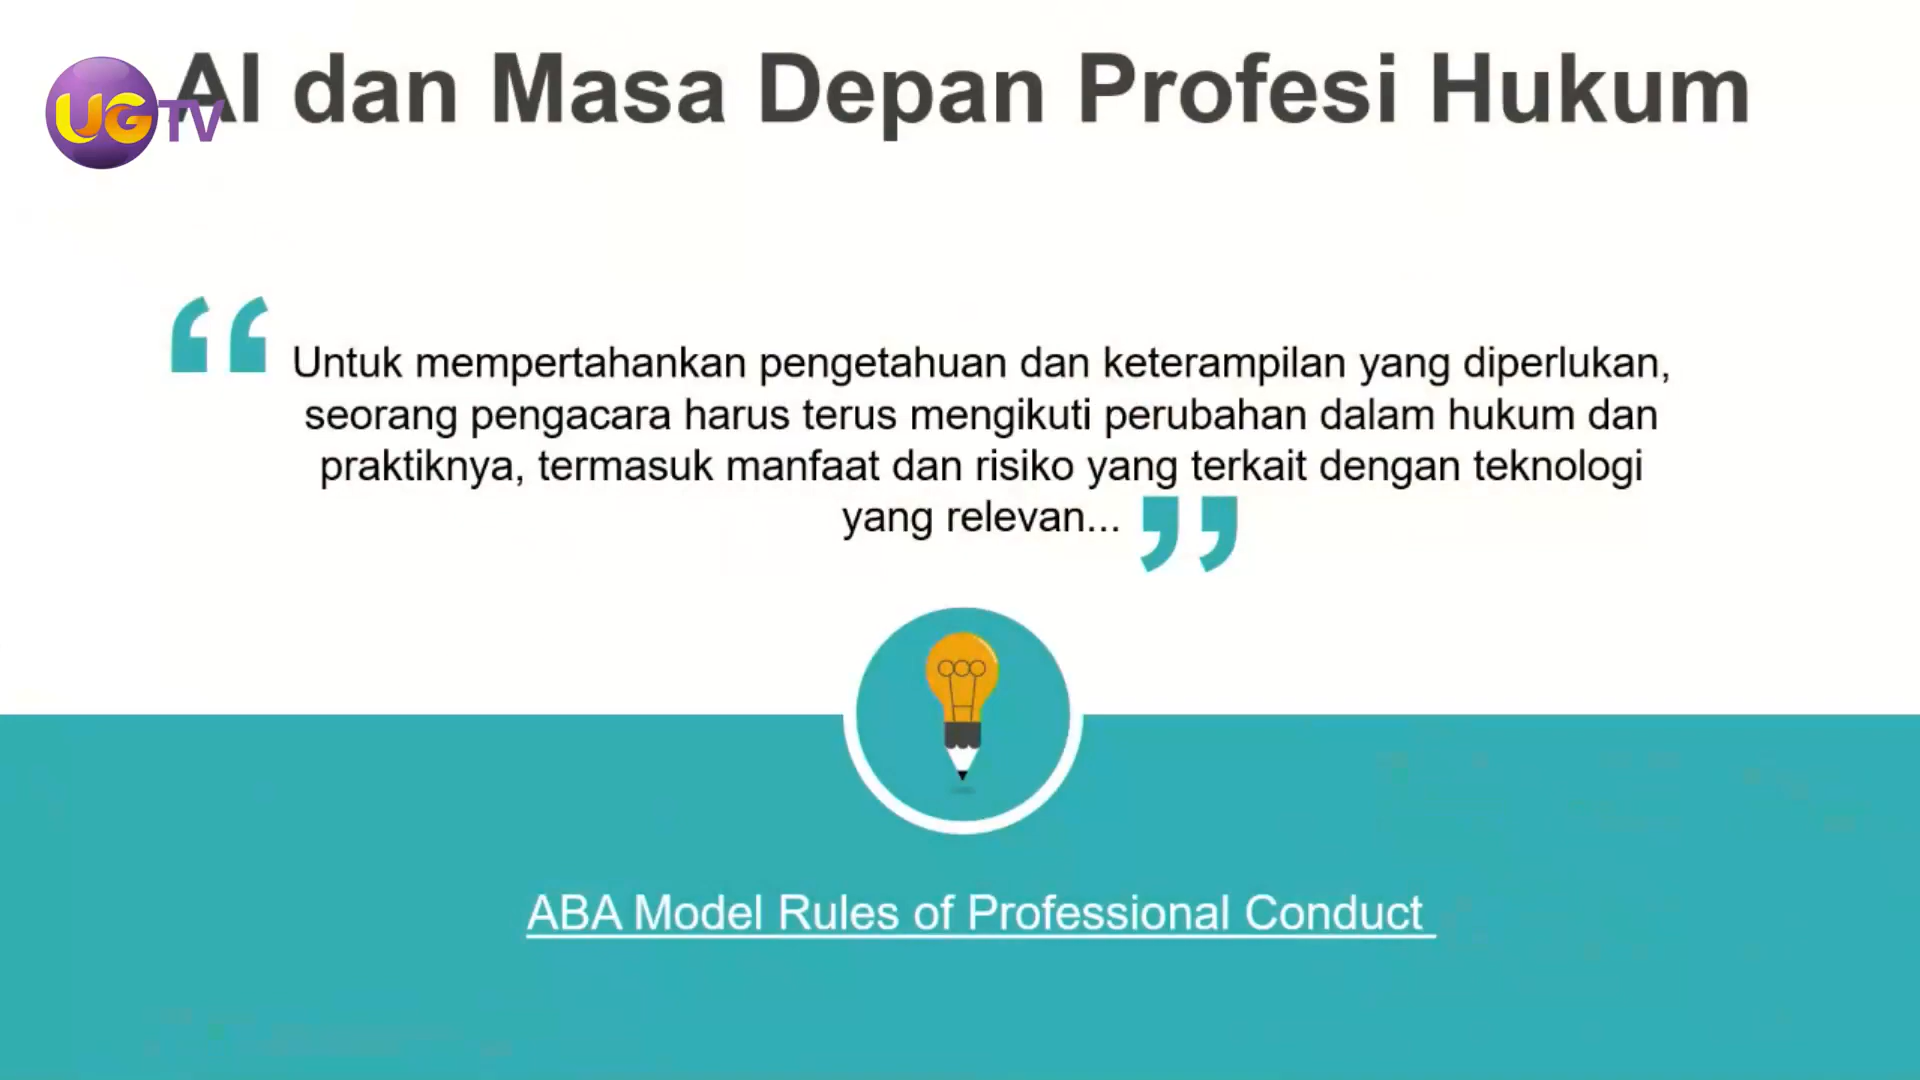 UGTV
AI dan Masa Depan Profesi Hukum
“ Untuk mempertahankan pengetahuan dan keterampilan yang diperlukan,
seorang pengacara harus terus mengikuti perubahan dalam hukum dan
praktiknya, termasuk manfaat dan risiko yang terkait dengan teknologi
yang relevan... ”
ABA Model Rules of Professional Conduct